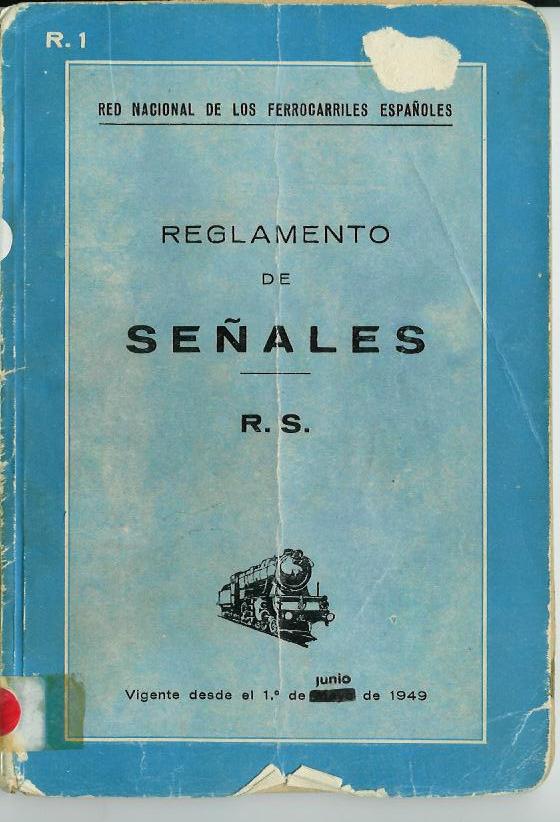 R. 1
RED NACIONAL DE LOS FERROCARRILES ESPAÑOLES
REGLAMENTO
DE
SEÑALES
R. S.
junio
Vigente desde el 1.º de de 1949